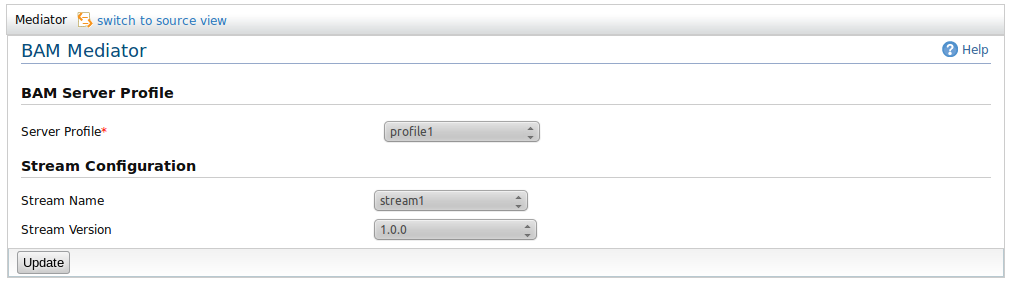 Mediator switch to source view
BAM Mediator Help
BAM Server Profile
Server Profile* profile1
Stream Configuration
Stream Name stream1
Stream Version 1.0.0
Update